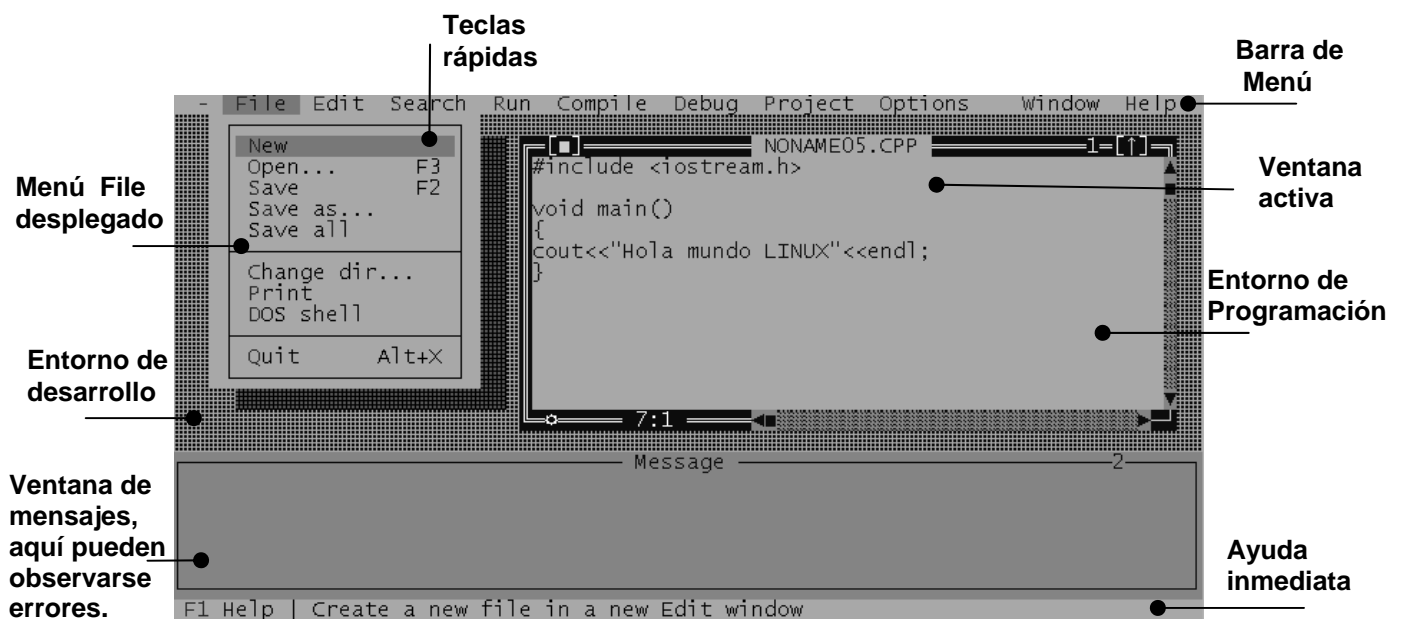 Teclas
rápidas
Barra de
Menú
- File Edit Search Run Compile Debug Project Options Window Help
New
Open... F3
Save F2
Save as...
Save all
Change dir...
Print
DOS shell
Quit Alt+X
NONAME05.CPP 1=[↑]
#include <iostream.h>
void main()
{
cout<<"Hola mundo LINUX"<<endl;
}
7:1
Menú File
desplegado
Ventana
activa
Entorno de
Programación
Entorno de
desarrollo
Message 2
Ventana de
mensajes,
aquí pueden
observarse
errores.
Ayuda
inmediata
F1 Help | Create a new file in a new Edit window